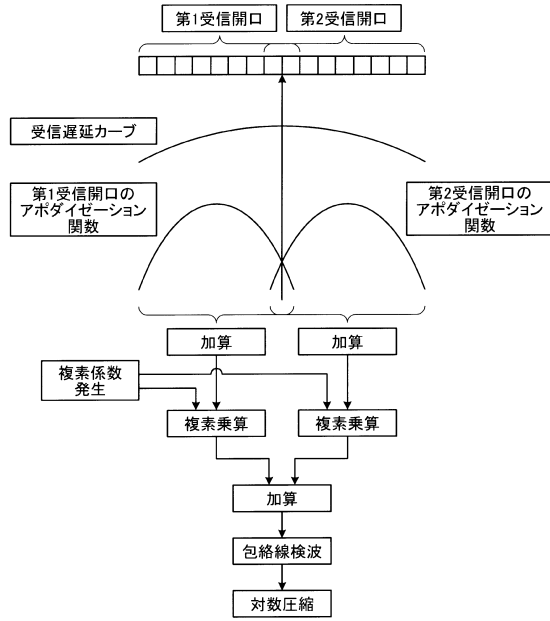 第1受信開口
第2受信開口
受信遅延カーブ
第1受信開口の
アポダイゼーション
関数
第2受信開口の
アポダイゼーション
関数
加算
加算
複素係数
発生
複素乗算
複素乗算
加算
包絡線検波
対数圧縮